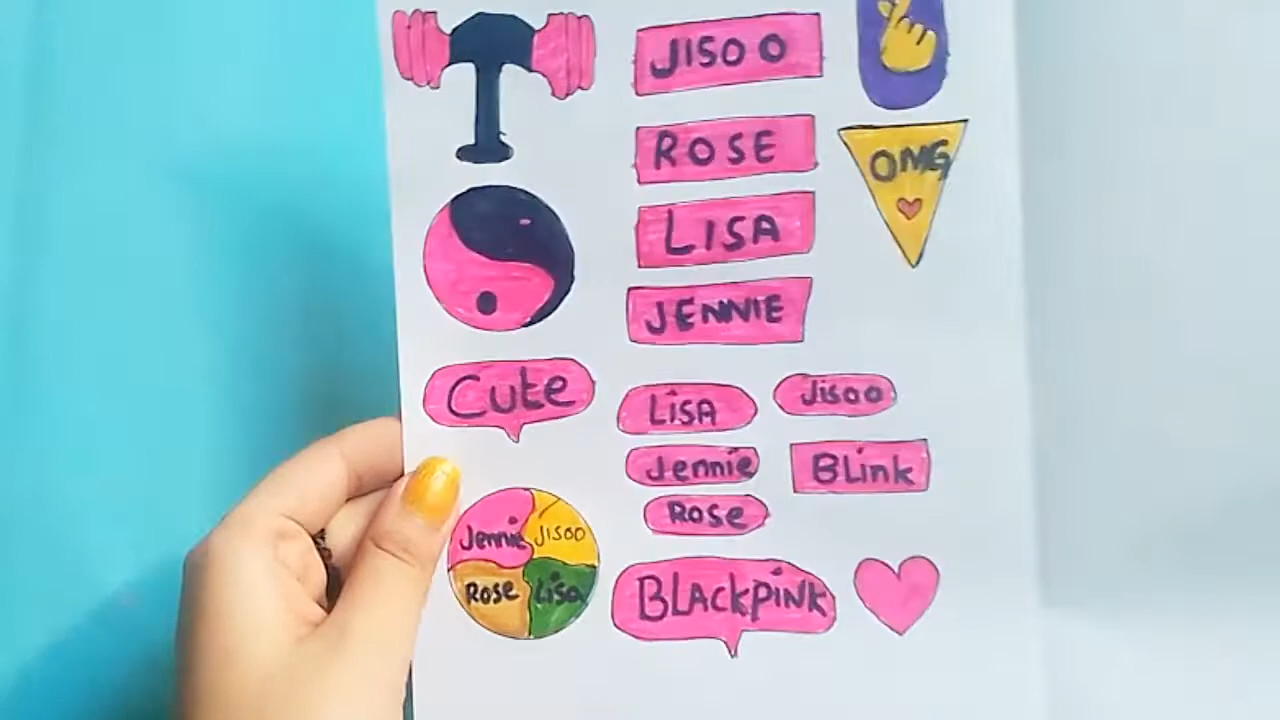 JISOO
ROSE
OMG
LISA
JENNIE
Cute
LiSA
Jisoo
Jennie
BLink
Rose
Jennie
JISOO
Rose
Lisa
BLACKPiNK